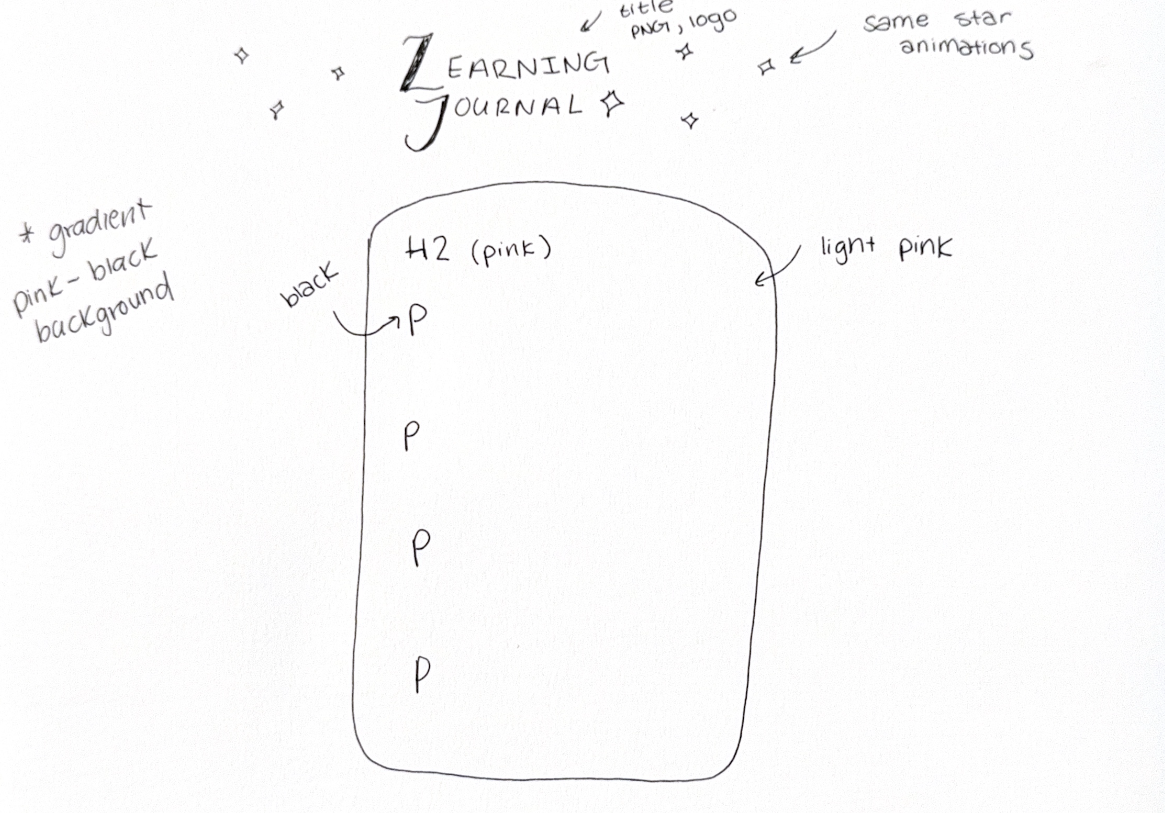 title
PNG, logo
same star
animations
LEARNING
JOURNAL
* gradient
pink - black
background
H2 (pink)
light pink
black
P
P
P
P